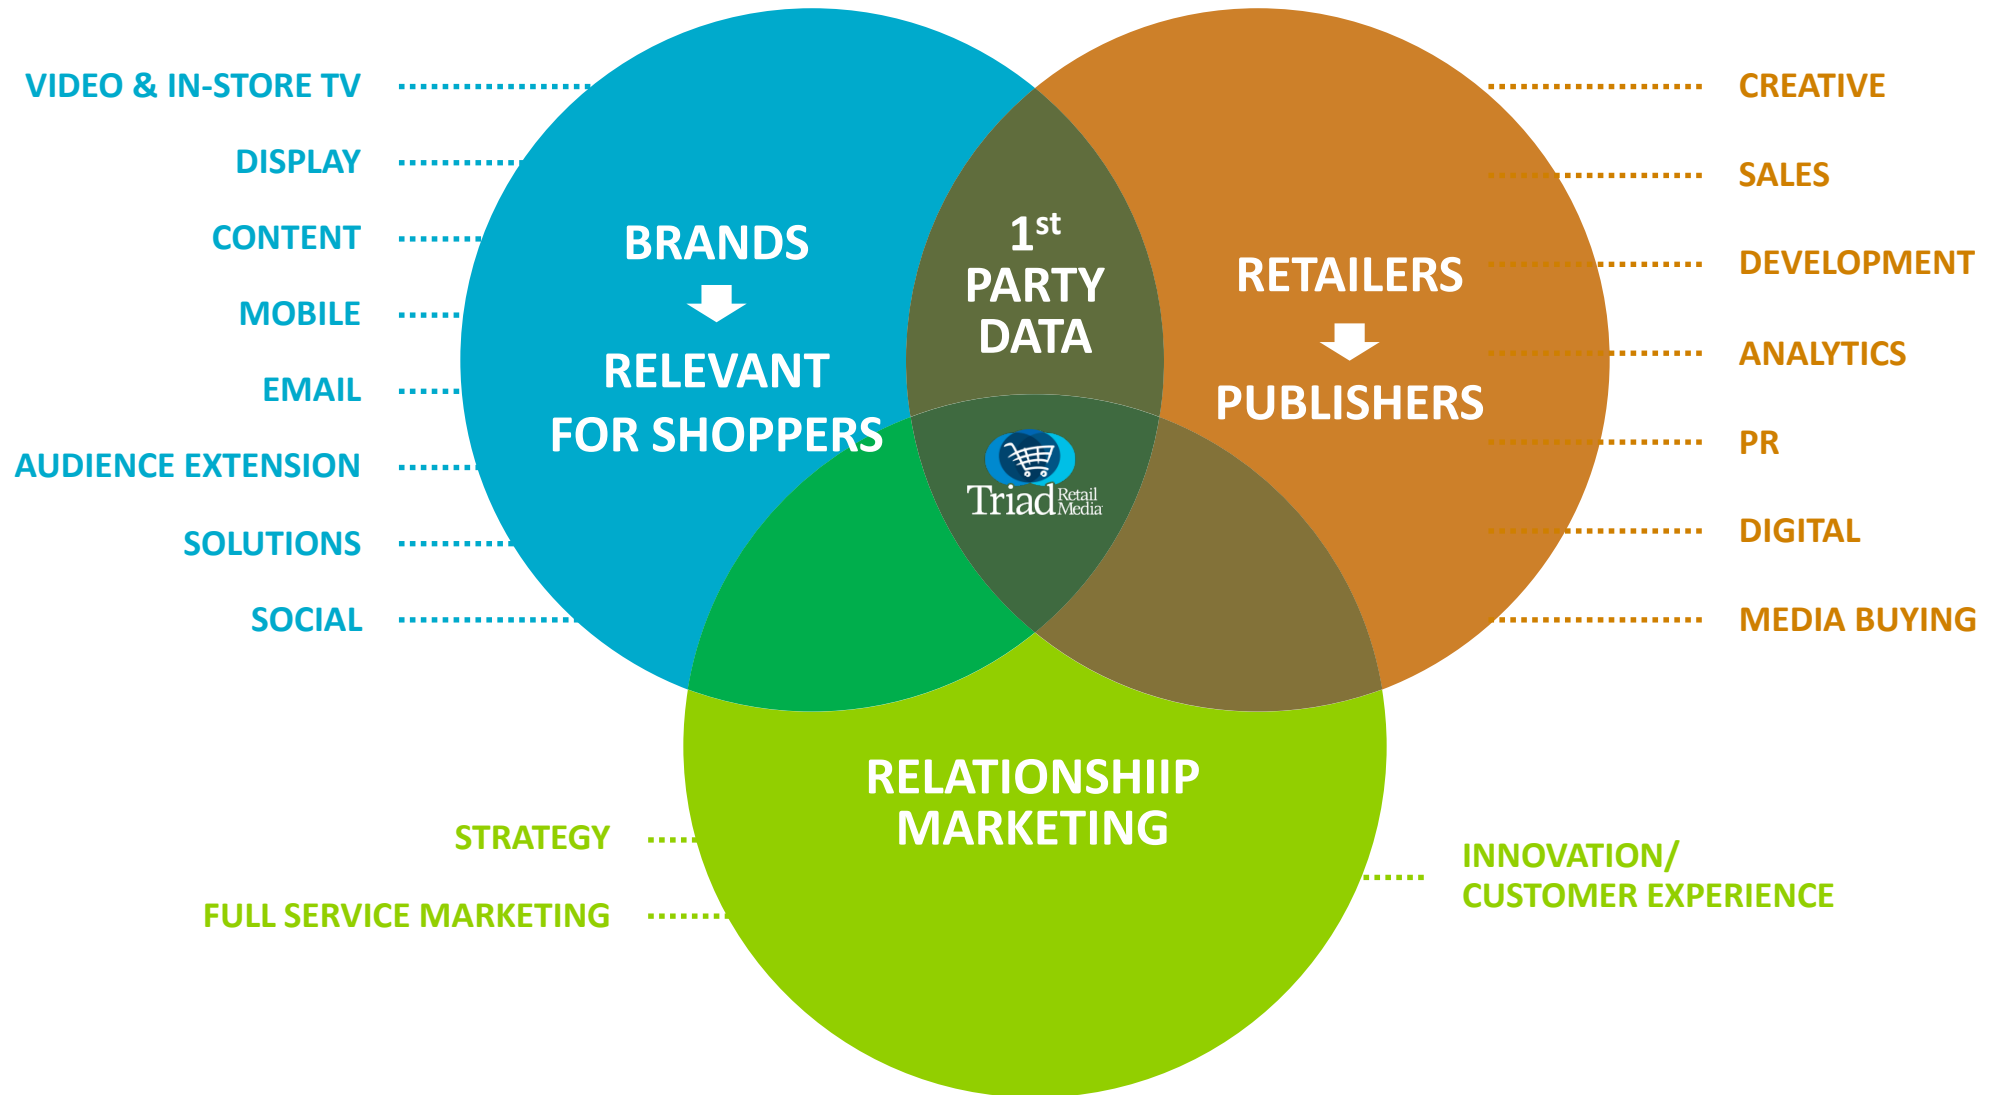 VIDEO & IN-STORE TV
DISPLAY
CONTENT
MOBILE
EMAIL
AUDIENCE EXTENSION
SOLUTIONS
SOCIAL
BRANDS
RELEVANT
FOR SHOPPERS
1st
PARTY
DATA
RETAILERS
PUBLISHERS
Triad Retail
Media
CREATIVE
SALES
DEVELOPMENT
ANALYTICS
PR
DIGITAL
MEDIA BUYING
RELATIONSHIIP
MARKETING
STRATEGY
FULL SERVICE MARKETING
INNOVATION/
CUSTOMER EXPERIENCE